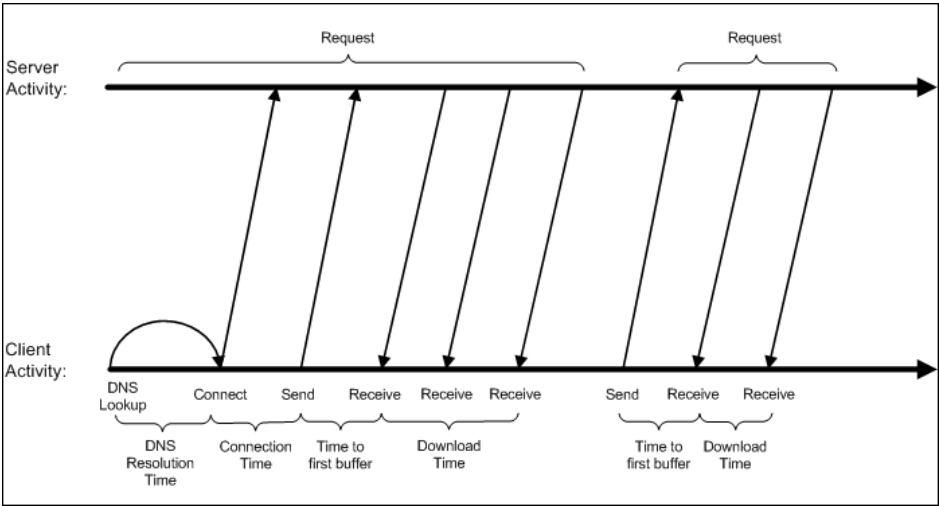 Request
Request
Server
Activity:
Client
Activity:
DNS
Lookup
Connect
Send
Receive
Receive
Receive
Send
Receive
Receive
DNS
Resolution
Time
Connection
Time
Time to
first buffer
Download
Time
Time to
first buffer
Download
Time